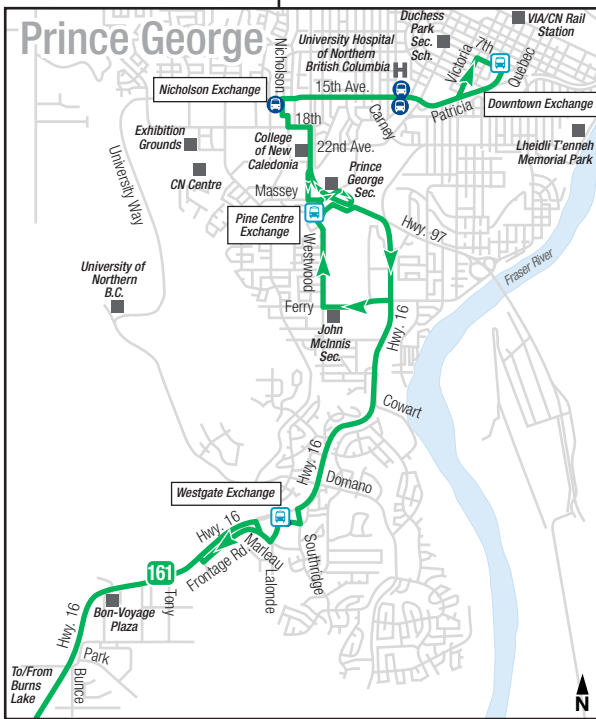 Prince George
Duchess
Park
Sec.
Sch.
VIA/CN Rail
Station
University Hospital
of Northern
British Columbia
H
Victoria
7th
Quebec
Nicholson
Nicholson Exchange
15th Ave.
Carney
Patricia
Downtown Exchange
18th
Exhibition
Grounds
College
of New
Caledonia
22nd Ave.
Lheidli T'enneh
Memorial Park
CN Centre
Prince
George
Sec.
University Way
Massey
Pine Centre
Exchange
Hwy. 97
Westwood
Fraser River
University of
Northern
B.C.
Ferry
John
McInnis
Sec.
Hwy. 16
Cowart
Hwy. 16
Domano
Westgate Exchange
Hwy. 16
Frontage Rd.
Marleau
Lalonde
Southridge
161
Tony
Bon-Voyage
Plaza
Hwy. 16
Park
Bunce
To/From
Burns
Lake
N